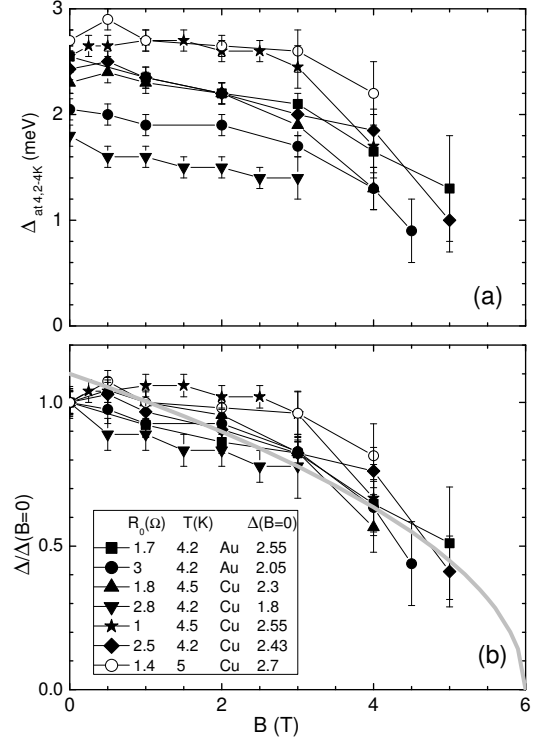 3
2
1
0
Δ at 4,2-4K (meV)
(a)
1.0
0.5
0.0
Δ/Δ(B=0)
R0(Ω) T(K) Δ(B=0)
1.7 4.2 Au 2.55
3 4.2 Au 2.05
1.8 4.5 Cu 2.3
2.8 4.2 Cu 1.8
1 4.5 Cu 2.55
2.5 4.2 Cu 2.43
1.4 5 Cu 2.7
(b)
0 2 4 6
B (T)